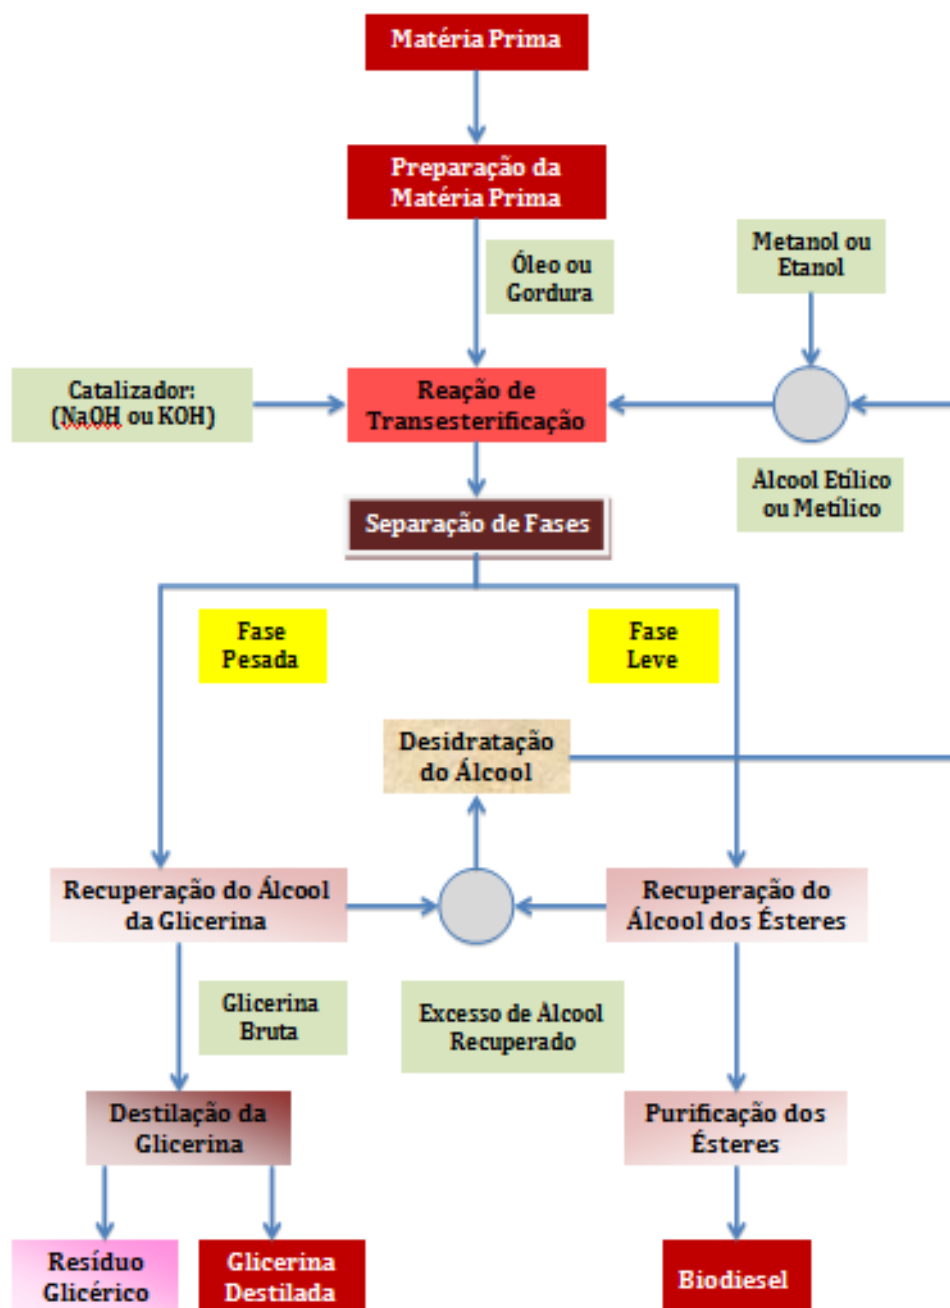 Matéria Prima
Preparação da
Matéria Prima
Óleo ou
Gordura
Metanol ou
Etanol
Catalizador:
(NaOH ou KOH)
Reação de
Transesterificação
Álcool Etílico
ou Metílico
Separação de Fases
Fase
Pesada
Fase
Leve
Desidratação
do Álcool
Recuperação do Álcool
da Glicerina
Recuperação do
Álcool dos Ésteres
Glicerina
Bruta
Excesso de Álcool
Recuperado
Destilação da
Glicerina
Purificação dos
Ésteres
Resíduo
Glicérico
Glicerina
Destilada
Biodiesel